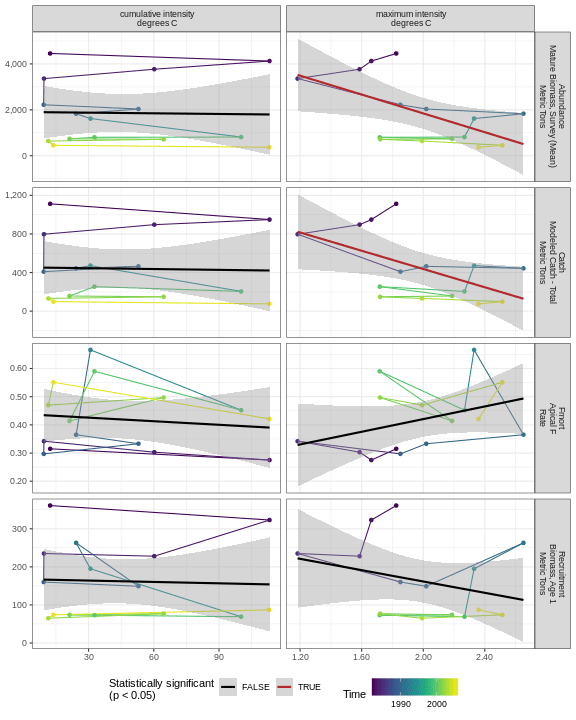 cumulative intensity
degrees C
maximum intensity
degrees C
4,000
2,000
0
Abundance
Mature Biomass, Survey (Mean)
Metric Tons
1,200
800
400
0
Catch
Modeled Catch - Total
Metric Tons
0.60
0.50
0.40
0.30
0.20
Fmort
Apical F
Rate
300
200
100
0
Recruitment
Biomass, Age 1
Metric Tons
30
60
90
1.20
1.60
2.00
2.40
Statistically significant
(p < 0.05)
FALSE
TRUE
Time
1990
2000